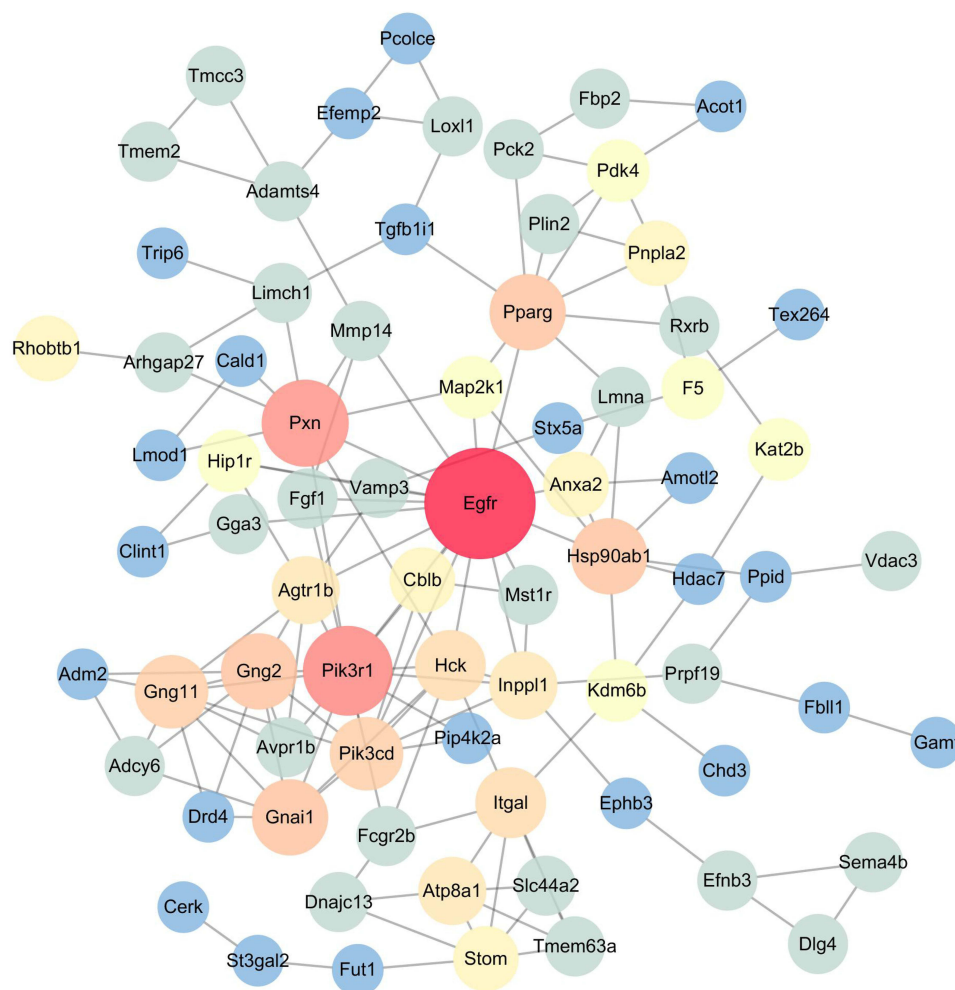 Pcolce
Tmcc3
Efemp2
Loxl1
Fbp2
Acot1
Tmem2
Pck2
Pdk4
Adamts4
Tgfb1i1
Plin2
Pnpla2
Trip6
Limch1
Pparg
Rxrb
Tex264
Rhobtb1
Arhgap27
Cald1
Mmp14
Map2k1
Lmna
F5
Pxn
Stx5a
Kat2b
Lmod1
Hip1r
Fgf1
Vamp3
Egfr
Anxa2
Amotl2
Gga3
Clint1
Hsp90ab1
Hdac7
Ppid
Vdac3
Agtr1b
Cblb
Mst1r
Adm2
Gng11
Gng2
Pik3r1
Hck
Inppl1
Kdm6b
Prpf19
Fbll1
Gam
Adcy6
Avpr1b
Pik3cd
Pip4k2a
Chd3
Drd4
Gnai1
Itgal
Ephb3
Fcgr2b
Dnajc13
Atp8a1
Slc44a2
Efnb3
Sema4b
Cerk
St3gal2
Fut1
Stom
Tmem63a
Dlg4